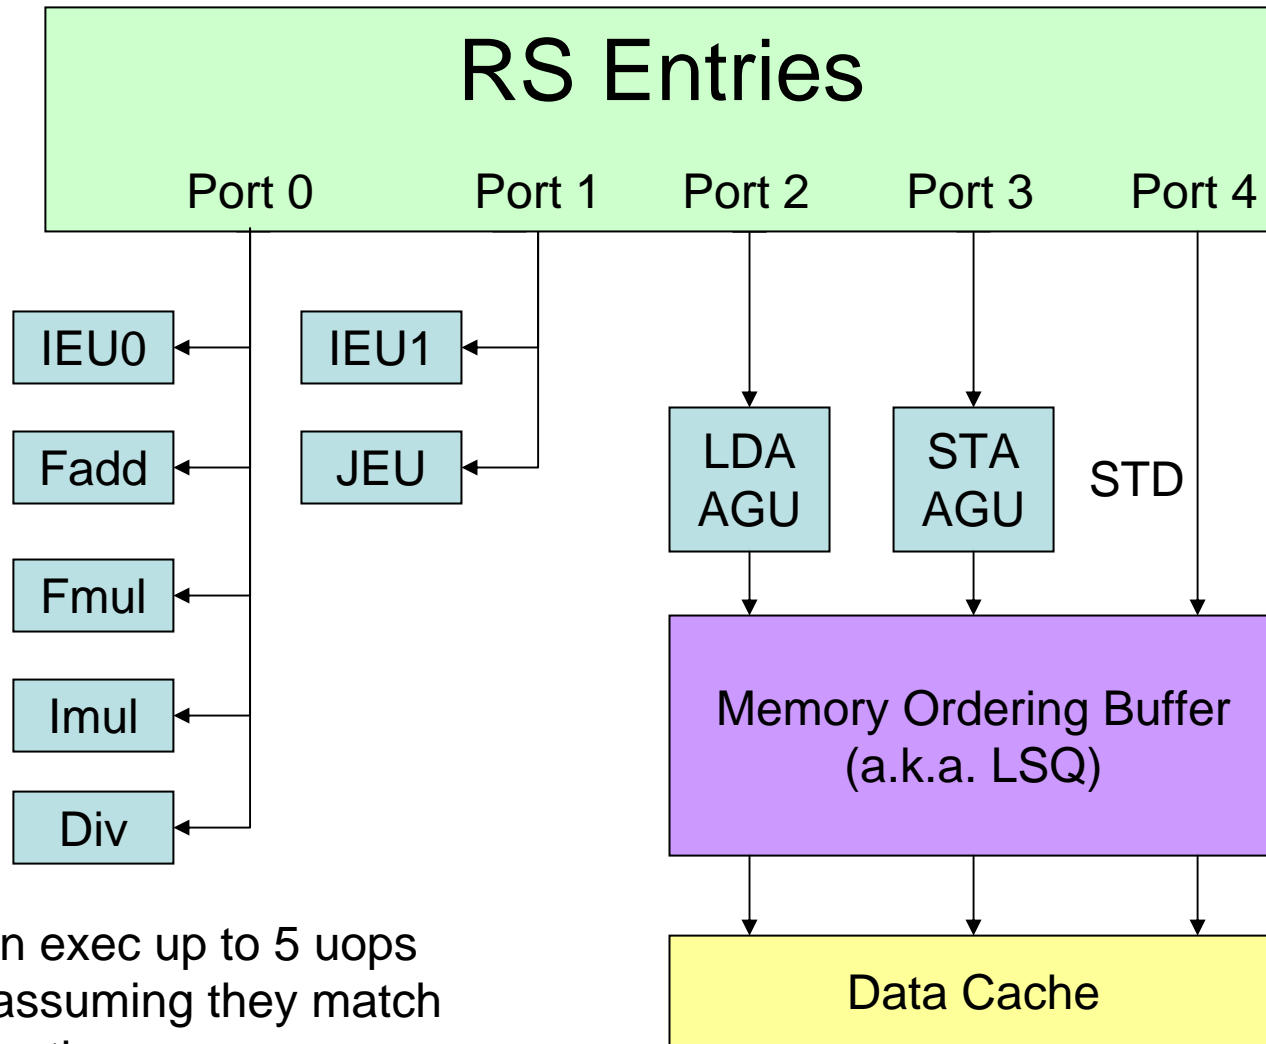 RS Entries
Port 0 Port 1 Port 2 Port 3 Port 4
IEU0
IEU1
Fadd
JEU
LDA
AGU
STA
AGU
STD
Fmul
Imul
Div
Memory Ordering Buffer
(a.k.a. LSQ)
Data Cache
n exec up to 5 uops
assuming they match